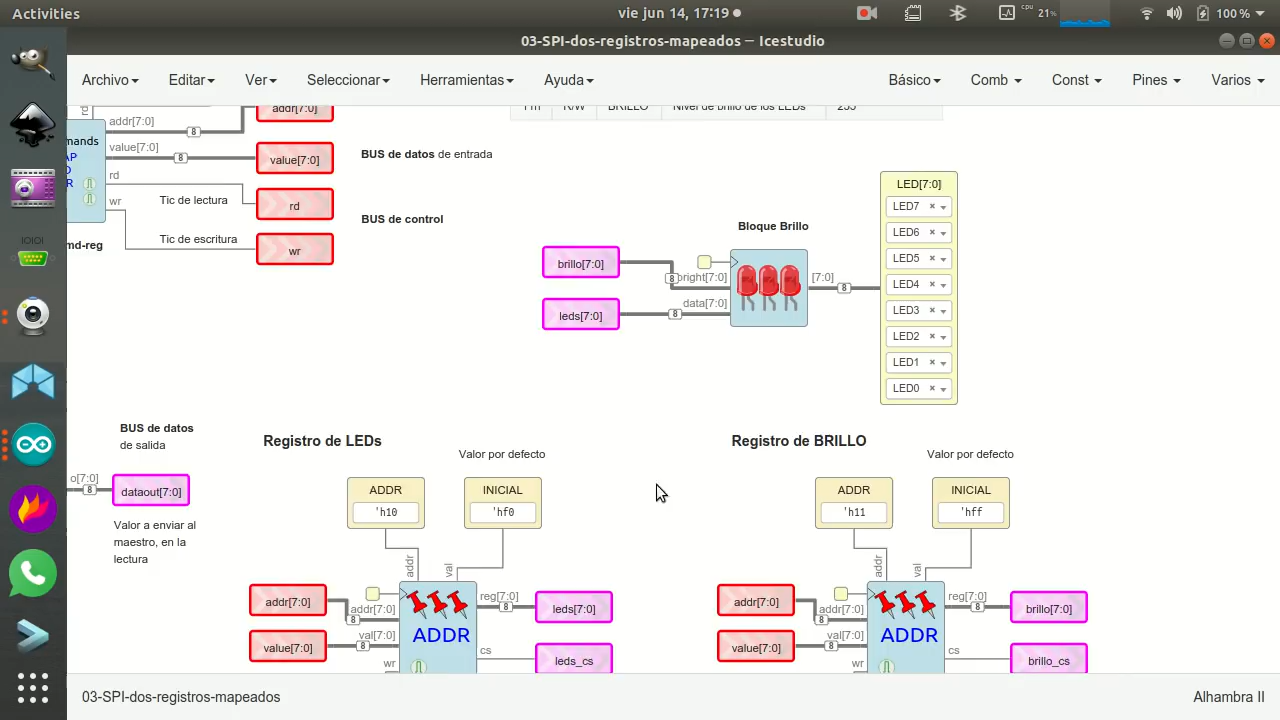 Activities
vie jun 14, 17:19
cpu
21%
100 %
03-SPI-dos-registros-mapeados – Icestudio
Archivo
Editar
Ver
Seleccionar
Herramientas
Ayuda
Básico
Comb
Const
Pines
Varios
rd
addr[7:0]
R/W
BRILLO
Nivel de brillo de los LEDs
255
addr[7:0]
8
mands
value[7:0]
8
value[7:0]
BUS de datos de entrada
AP
D
R
rd
wr
Tic de lectura
rd
BUS de control
Tic de escritura
wr
md-reg
Bloque Brillo
LED[7:0]
LED7
LED6
LED5
LED4
LED3
LED2
LED1
LED0
brillo[7:0]
8
bright[7:0]
[7:0]
8
leds[7:0]
8
data[7:0]
BUS de datos
de salida
o[7:0]
8
dataout[7:0]
Valor a enviar al
maestro, en la
lectura
Registro de LEDs
Valor por defecto
ADDR
'h10
INICIAL
'hf0
addr
val
addr[7:0]
8
addr[7:0]
value[7:0]
8
val[7:0]
wr
ADDR
reg[7:0]
8
leds[7:0]
cs
leds_cs
Registro de BRILLO
Valor por defecto
ADDR
'h11
INICIAL
'hff
addr
val
addr[7:0]
8
addr[7:0]
value[7:0]
8
val[7:0]
wr
ADDR
reg[7:0]
8
brillo[7:0]
cs
brillo_cs
03-SPI-dos-registros-mapeados
Alhambra II